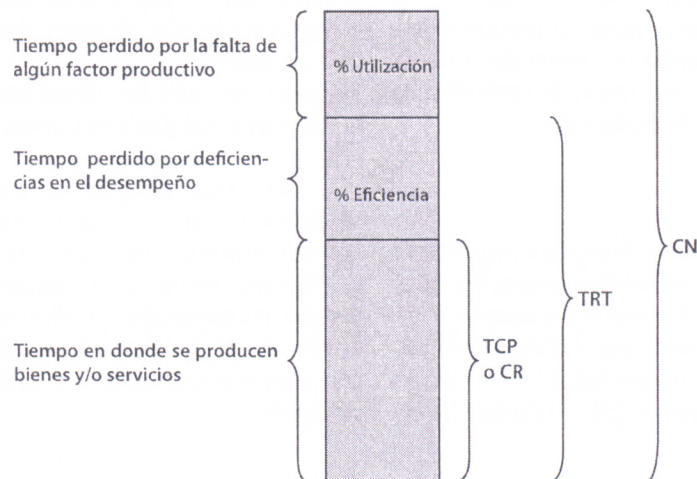 Tiempo perdido por la falta de
algún factor productivo
% Utilización
Tiempo perdido por deficien-
cias en el desempeño
% Eficiencia
CN
TRT
Tiempo en donde se producen
bienes y/o servicios
TCP
o CR